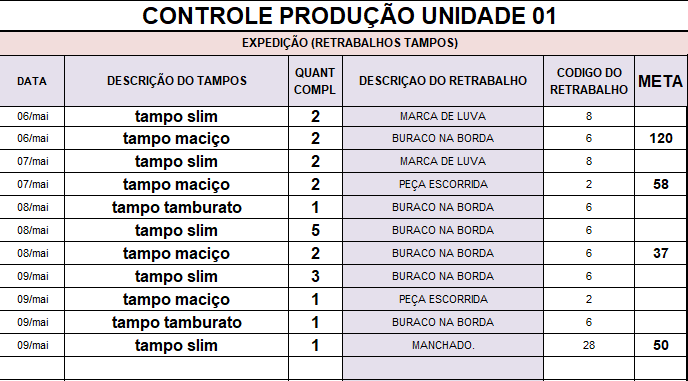 CONTROLE PRODUÇÃO UNIDADE 01
EXPEDIÇÃO (RETRABALHOS TAMPOS)
DATA DESCRIÇÃO DO TAMPOS QUANT COMPL DESCRIÇAO DO RETRABALHO CODIGO DO RETRABALHO META
06/mai tampo slim 2 MARCA DE LUVA 8
06/mai tampo maciço 2 BURACO NA BORDA 6 120
07/mai tampo slim 2 MARCA DE LUVA 8
07/mai tampo maciço 2 PEÇA ESCORRIDA 2 58
08/mai tampo tamburato 1 BURACO NA BORDA 6
08/mai tampo slim 5 BURACO NA BORDA 6
08/mai tampo maciço 2 BURACO NA BORDA 6 37
09/mai tampo slim 3 BURACO NA BORDA 6
09/mai tampo maciço 1 PEÇA ESCORRIDA 2
09/mai tampo tamburato 1 BURACO NA BORDA 6
09/mai tampo slim 1 MANCHADO. 28 50